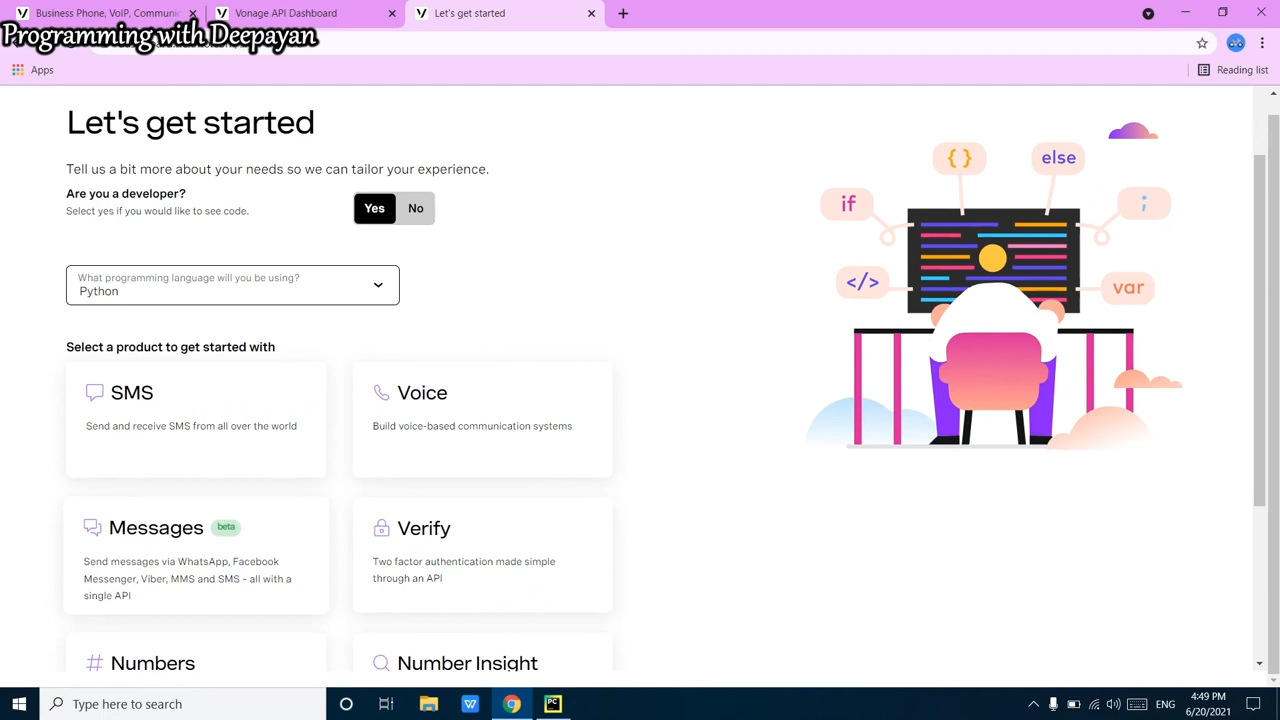 Business Phone, VoIP, Communic
Vonage API Dashboard
Let's get started
Programming with Deepayan
Apps
Reading list
Let's get started
Tell us a bit more about your needs so we can tailor your experience.
Are you a developer?
Select yes if you would like to see code.
Yes
No
What programming language will you be using?
Python
Select a product to get started with
SMS
Send and receive SMS from all over the world
Voice
Build voice-based communication systems
Messages beta
Send messages via WhatsApp, Facebook
Messenger, Viber, MMS and SMS - all with a
single API
Verify
Two factor authentication made simple
through an API
Numbers
Number Insight
{ }
else
if
;
</>
var
Type here to search
ENG
4:49 PM
6/20/2021